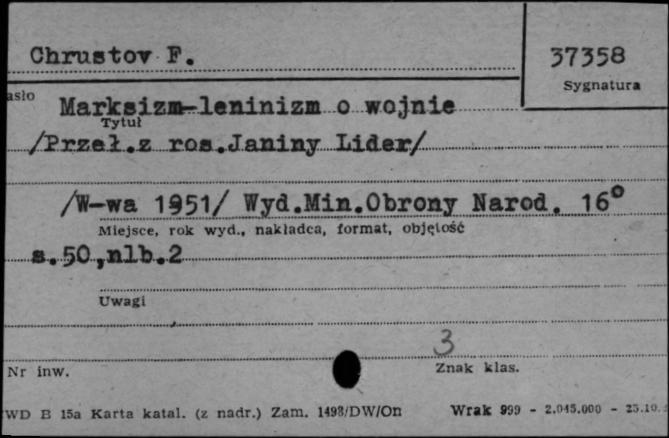 Chrustov F.
37358
Sygnatura
asło
Marksizm-leninizm o wojnie
Tytuł
/Przeł.z ros.Janiny Lider/
/W-wa 1951/ Wyd.Min.Obrony Narod. 16°
Miejsce, rok wyd., nakładca, format, objętość
s.50,nlb.2
Uwagi
3
Nr inw.
Znak klas.
WD B 15a Karta katal. (z nadr.) Zam. 1498/DW/On
Wrak 999 - 2.045.000 - 25.10.